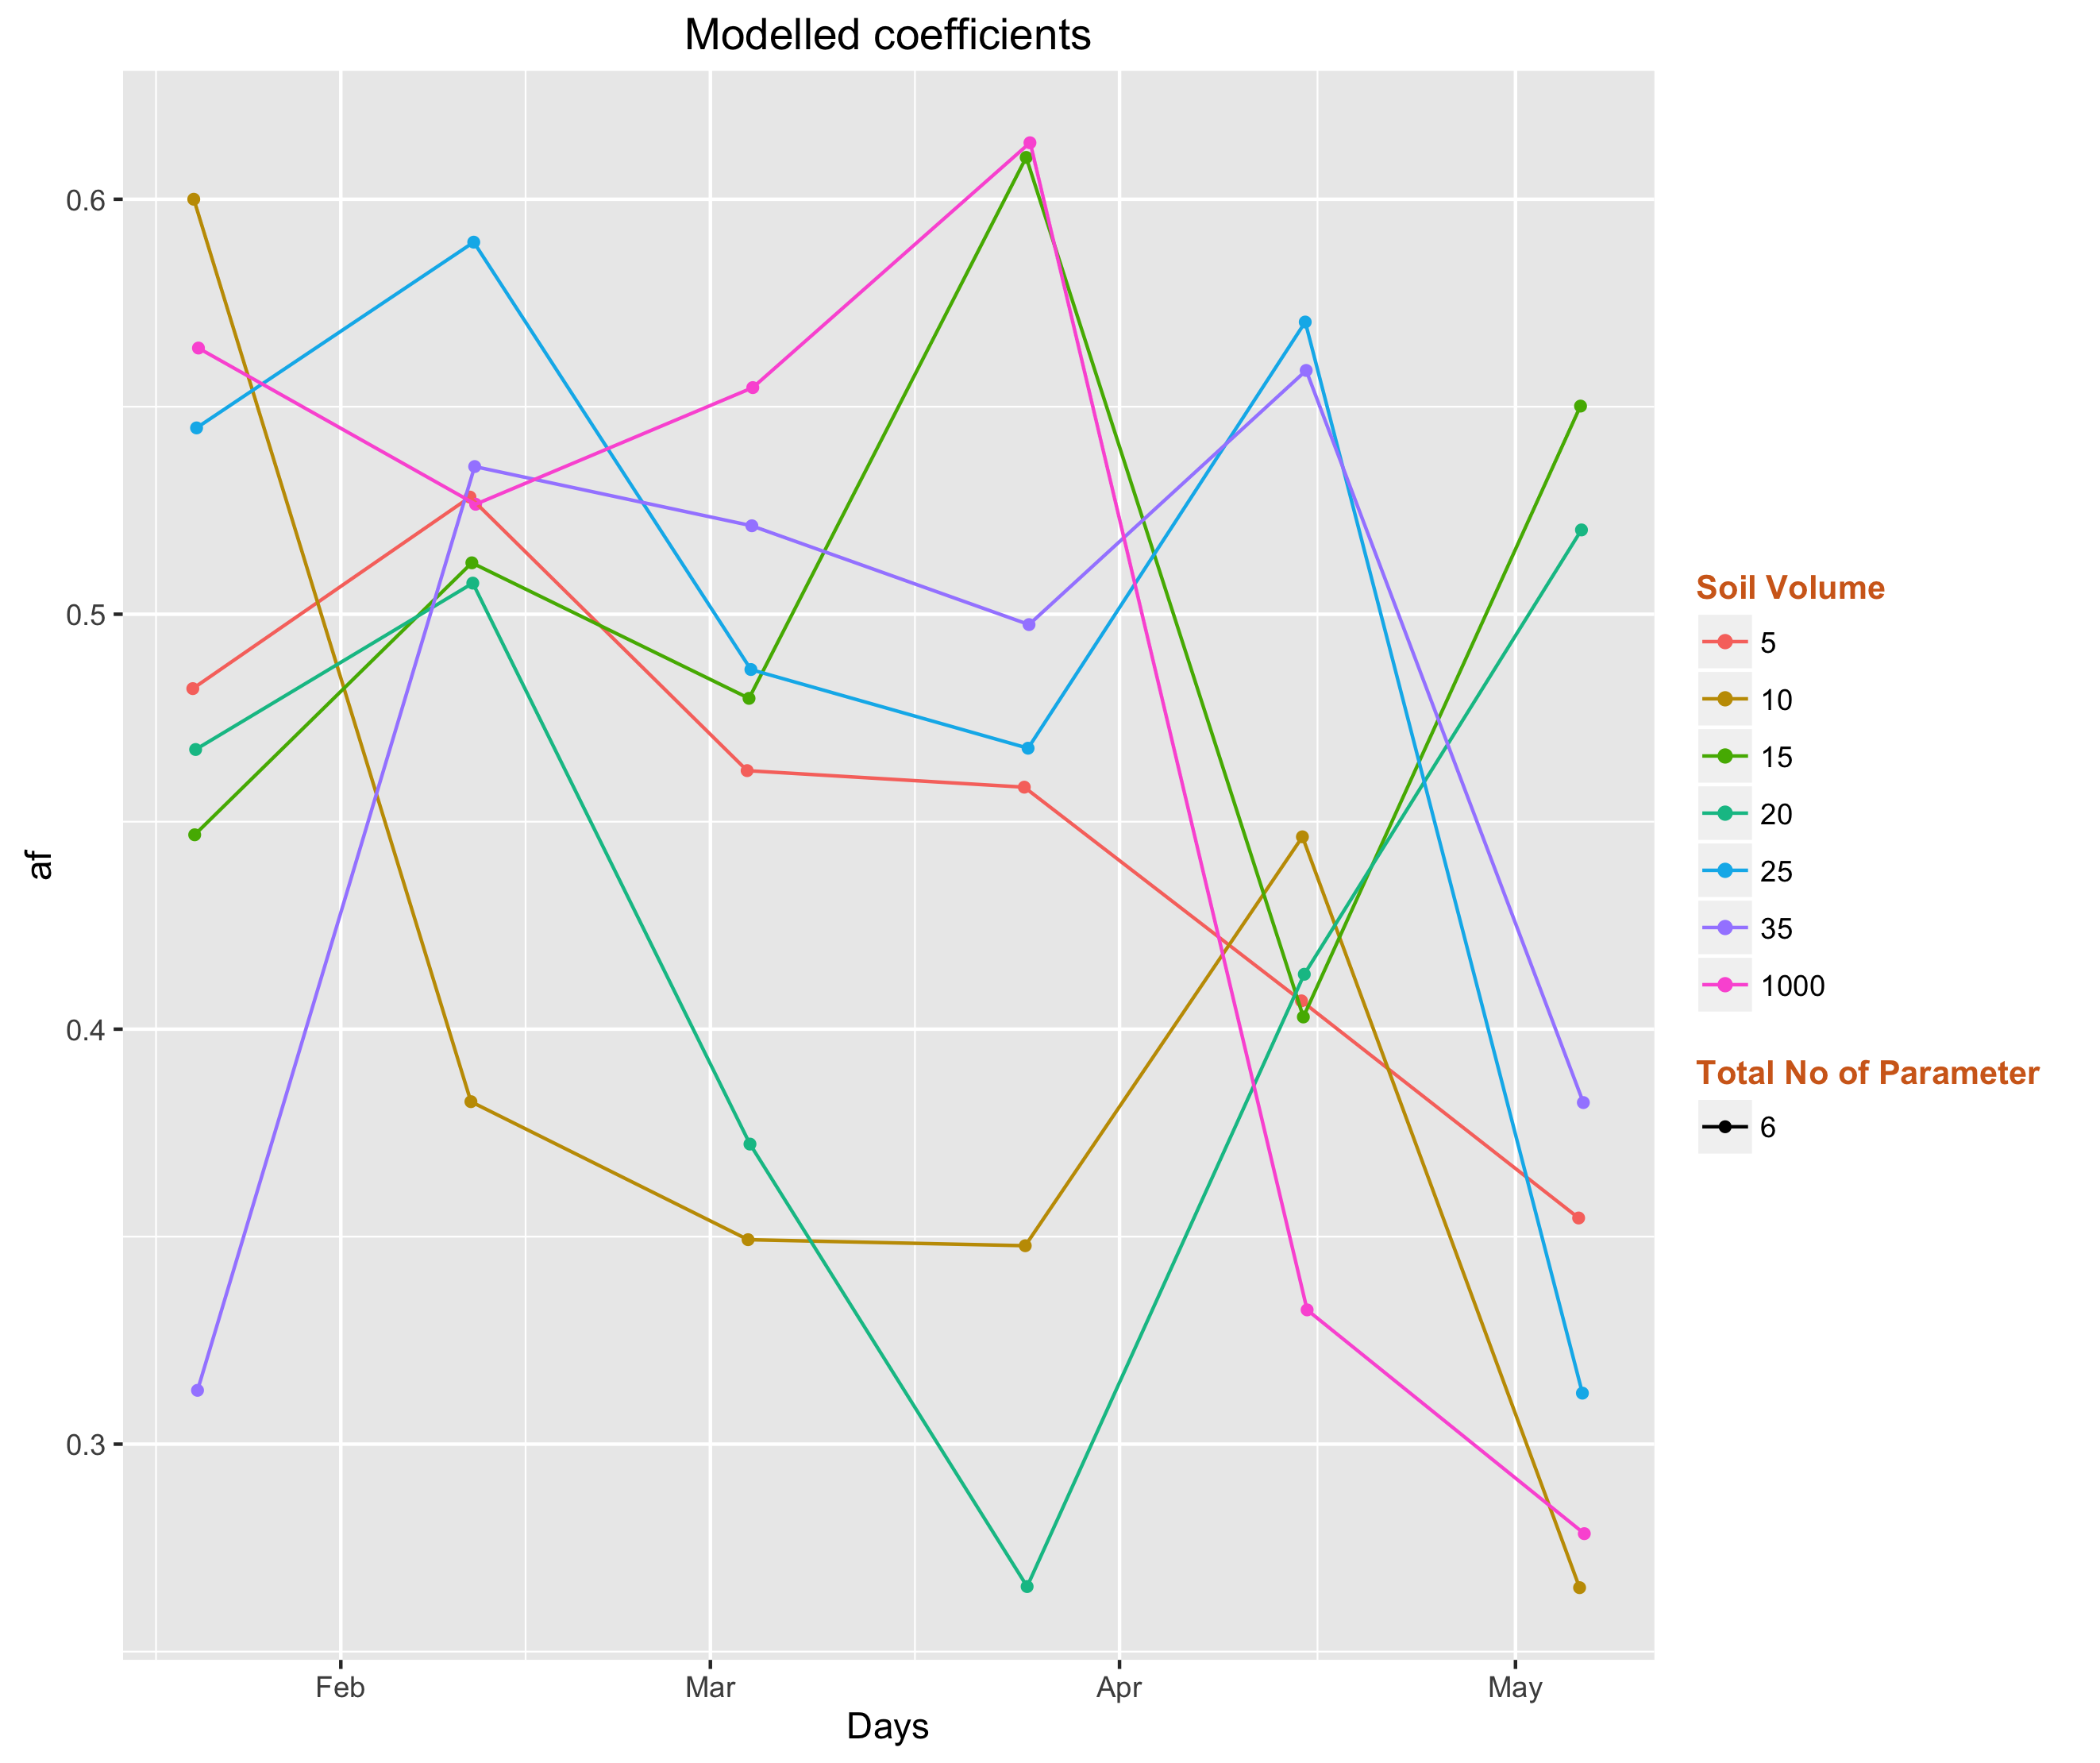 Modelled coefficients
0.6
0.5
0.4
0.3
af
Feb Mar Apr May
Days
Soil Volume
5
10
15
20
25
35
1000
Total No of Parameter
6